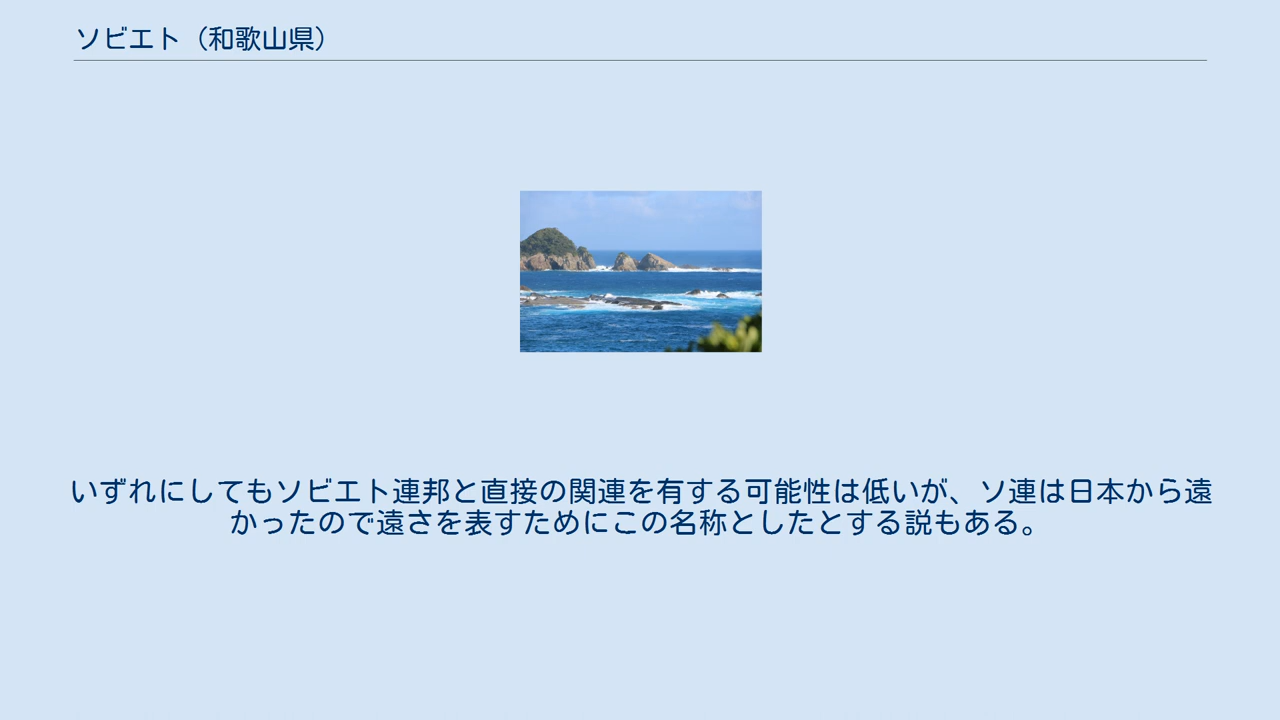 ソビエト（和歌山県）
いずれにしてもソビエト連邦と直接の関連を有する可能性は低いが、ソ連は日本から遠
かったので遠さを表すためにこの名称としたとする説もある。